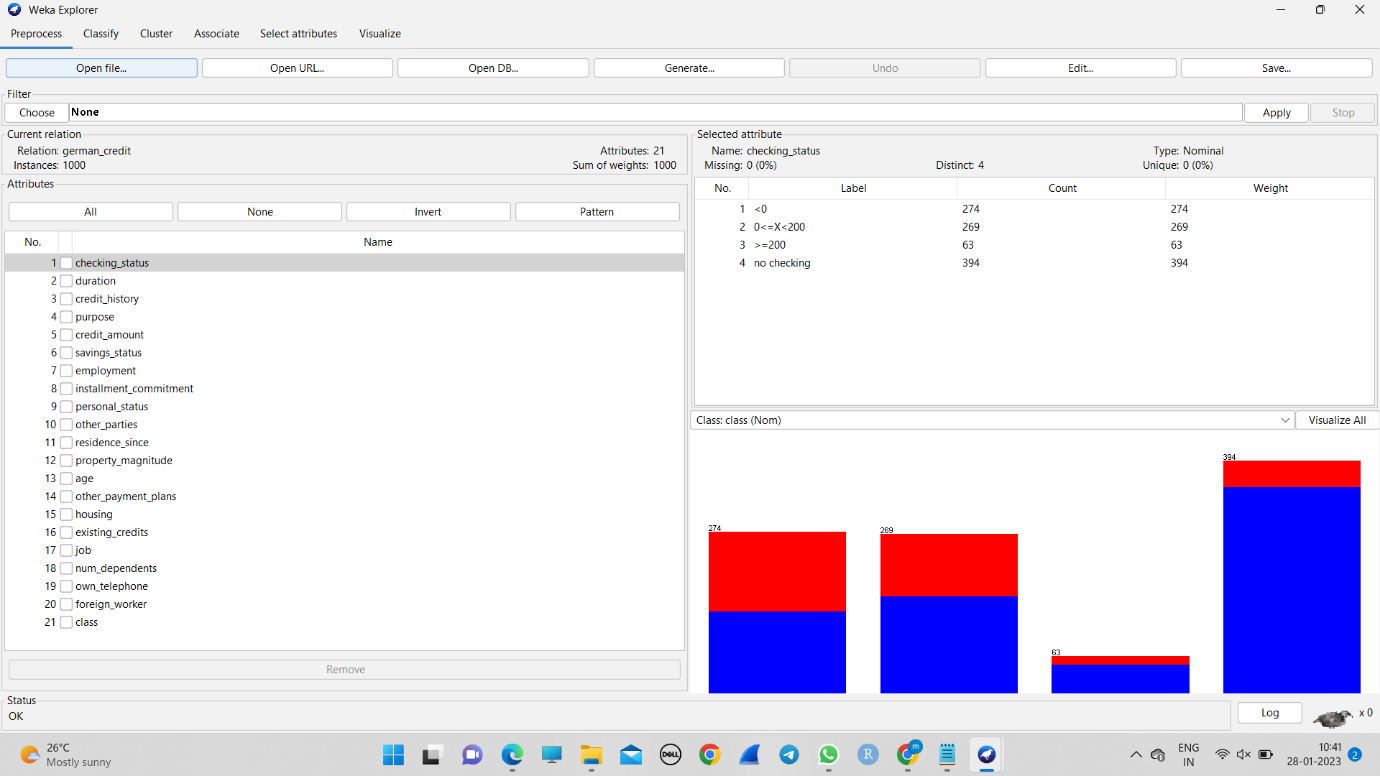 Weka Explorer
Preprocess Classify Cluster Associate Select attributes Visualize
Open file... Open URL... Open DB... Generate... Undo Edit... Save...
Filter
Choose None Apply Stop
Current relation
Relation: german_credit Attributes: 21
Instances: 1000 Sum of weights: 1000
Attributes
All None Invert Pattern
No. Name
1 checking_status
2 duration
3 credit_history
4 purpose
5 credit_amount
6 savings_status
7 employment
8 installment_commitment
9 personal_status
10 other_parties
11 residence_since
12 property_magnitude
13 age
14 other_payment_plans
15 housing
16 existing_credits
17 job
18 num_dependents
19 own_telephone
20 foreign_worker
21 class
Remove
Selected attribute
Name: checking_status Type: Nominal
Missing: 0 (0%) Distinct: 4 Unique: 0 (0%)
No. Label Count Weight
1 <0 274 274
2 0<=X<200 269 269
3 >=200 63 63
4 no checking 394 394
Class: class (Nom) Visualize All
274 269 63 394
Status
OK
Log x 0
26°C
Mostly sunny
DELL
R
m
ENG
IN
10:41
28-01-2023
2